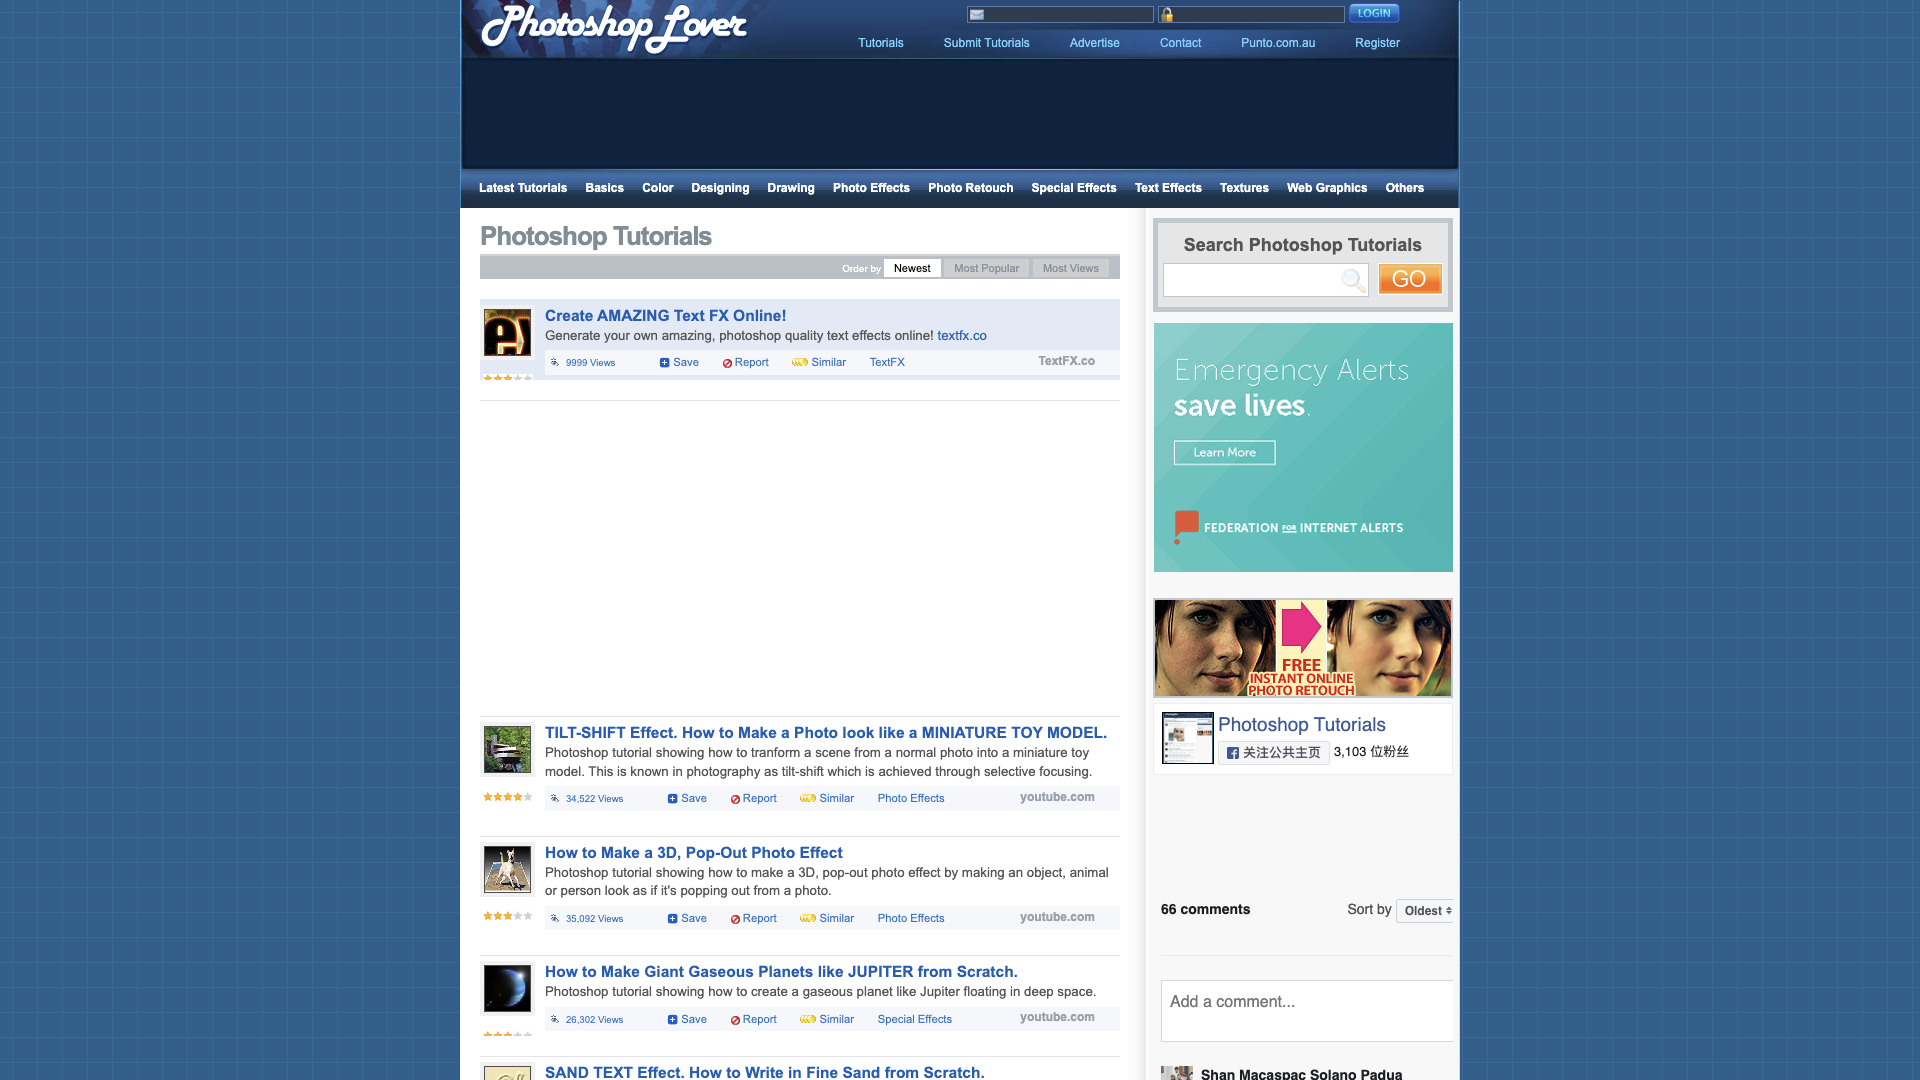 Photoshop Lover
LOGIN
Tutorials Submit Tutorials Advertise Contact Punto.com.au Register
Latest Tutorials Basics Color Designing Drawing Photo Effects Photo Retouch Special Effects Text Effects Textures Web Graphics Others
Photoshop Tutorials
Order by Newest Most Popular Most Views
Create AMAZING Text FX Online!
Generate your own amazing, photoshop quality text effects online! textfx.co
9999 Views Save Report Similar TextFX TextFX.co
TILT-SHIFT Effect. How to Make a Photo look like a MINIATURE TOY MODEL.
Photoshop tutorial showing how to tranform a scene from a normal photo into a miniature toy
model. This is known in photography as tilt-shift which is achieved through selective focusing.
34,522 Views Save Report Similar Photo Effects youtube.com
How to Make a 3D, Pop-Out Photo Effect
Photoshop tutorial showing how to make a 3D, pop-out photo effect by making an object, animal
or person look as if it's popping out from a photo.
35,092 Views Save Report Similar Photo Effects youtube.com
How to Make Giant Gaseous Planets like JUPITER from Scratch.
Photoshop tutorial showing how to create a gaseous planet like Jupiter floating in deep space.
26,302 Views Save Report Similar Special Effects youtube.com
SAND TEXT Effect. How to Write in Fine Sand from Scratch.
Search Photoshop Tutorials
GO
Emergency Alerts
save lives.
Learn More
FEDERATION FOR INTERNET ALERTS
FREE
INSTANT ONLINE
PHOTO RETOUCH
Photoshop Tutorials
关注公共主页 3,103 位粉丝
66 comments Sort by Oldest
Add a comment...
Shan Macaspac Solano Padua